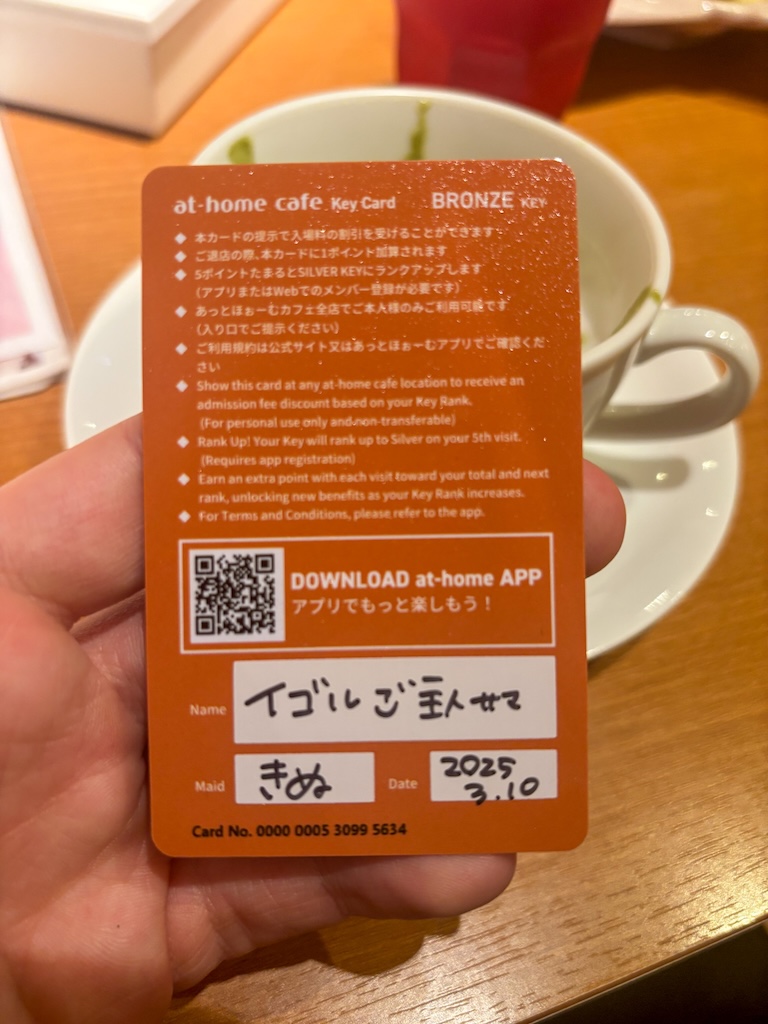 at-home cafe Key Card BRONZE KEY
◆ 本カードの提示で入場料の割引を受けることができます
◆ ご退店の際、本カードに1ポイント加算されます
◆ 5ポイントたまるとSILVER KEYにランクアップします
(アプリまたはWebでのメンバー登録が必要です)
◆ あっとほぉーむカフェ全店でご本人様のみご利用可能です
(入り口でご提示ください)
◆ ご利用規約は公式サイト又はあっとほぉーむアプリでご確認くだ
さい
◆ Show this card at any at-home cafe location to receive an
admission fee discount based on your Key Rank.
(For personal use only and non-transferable)
◆ Rank Up! Your Key will rank up to Silver on your 5th visit.
(Requires app registration)
◆ Earn an extra point with each visit toward your total and next
rank, unlocking new benefits as your Key Rank increases.
◆ For Terms and Conditions, please refer to the app.
DOWNLOAD at-home APP
アプリでもっと楽しもう！
Name イゴルご主人サマ
Maid きぬ Date 2025
3.10
Card No. 0000 0005 3099 5634